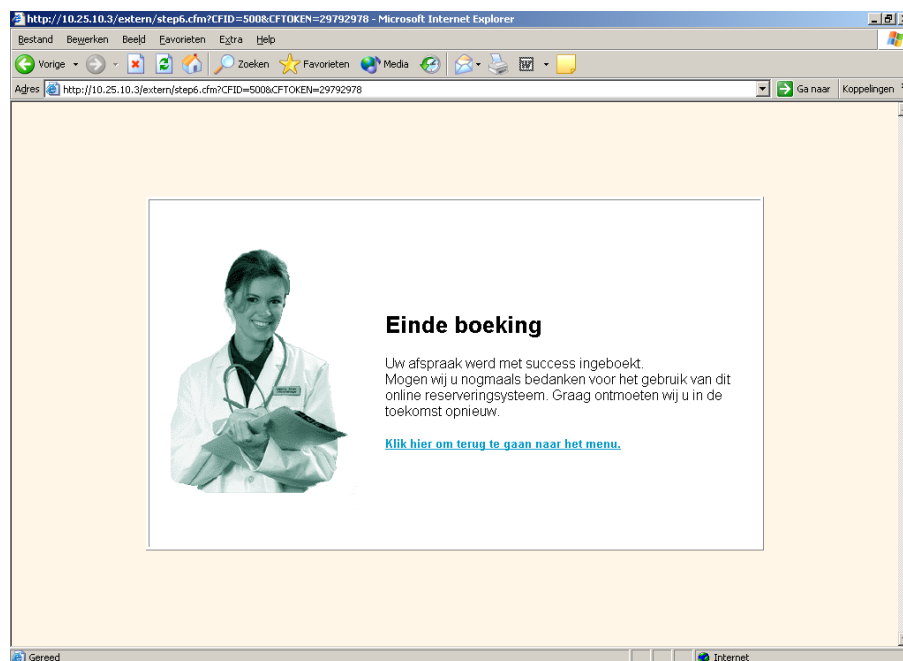 http://10.25.10.3/extern/step6.cfm?CFID=500&CFTOKEN=29792978 - Microsoft Internet Explorer
Bestand Bewerken Beeld Favorieten Extra Help
Vorige Zoeken Favorieten Media
Adres http://10.25.10.3/extern/step6.cfm?CFID=500&CFTOKEN=29792978 Ga naar Koppelingen
Einde boeking
Uw afspraak werd met success ingeboekt.
Mogen wij u nogmaals bedanken voor het gebruik van dit
online reserveringsysteem. Graag ontmoeten wij u in de
toekomst opnieuw.
Klik hier om terug te gaan naar het menu.
Gereed Internet